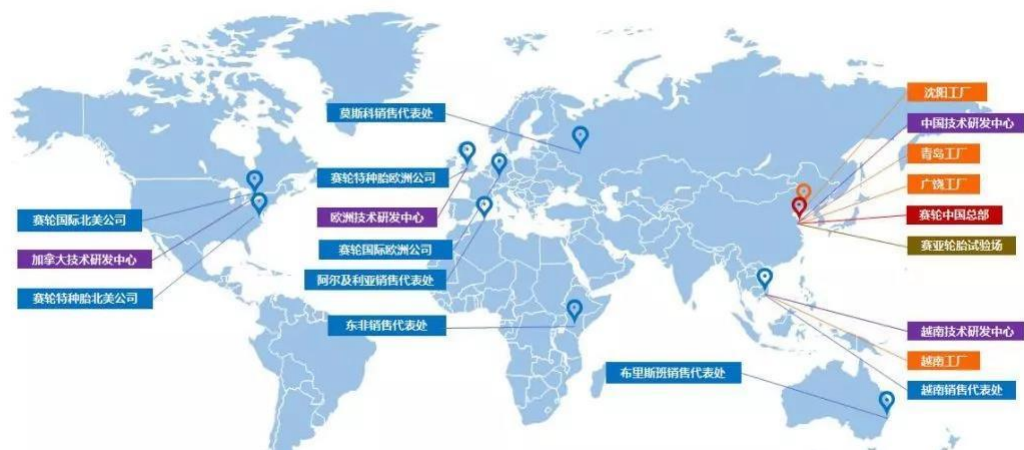 沈阳工厂
莫斯科销售代表处
中国技术研发中心
青岛工厂
赛轮特种胎欧洲公司
广饶工厂
赛轮国际北美公司
欧洲技术研发中心
赛轮中国总部
赛轮国际欧洲公司
赛亚轮胎试验场
加拿大技术研发中心
阿尔及利亚销售代表处
赛轮特种胎北美公司
东非销售代表处
越南技术研发中心
越南工厂
布里斯班销售代表处
越南销售代表处